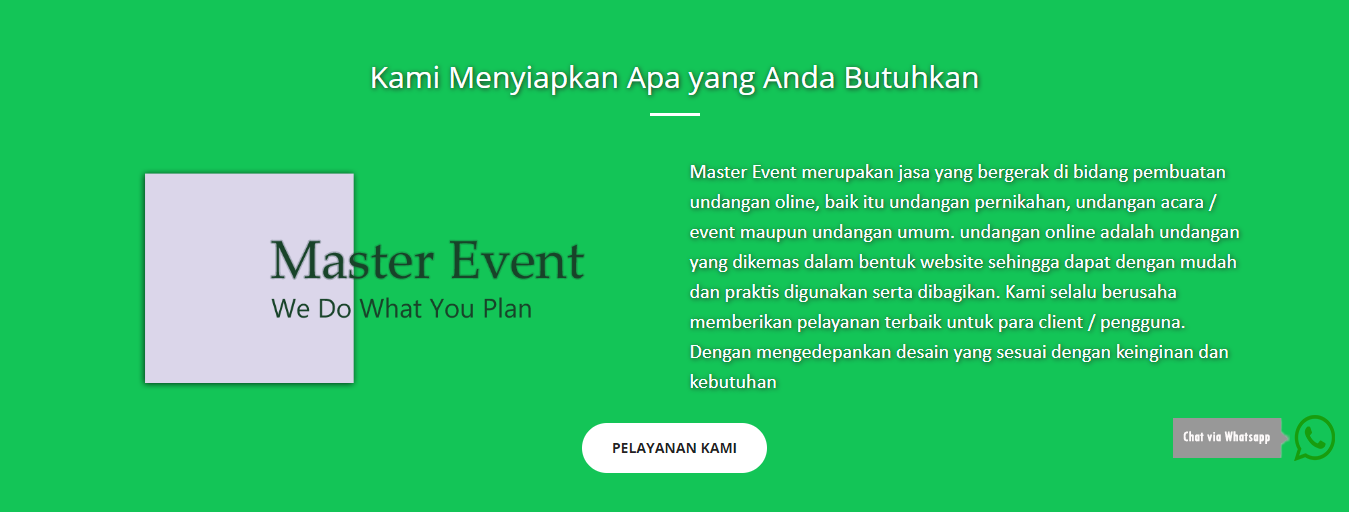 Kami Menyiapkan Apa yang Anda Butuhkan
Master Event
We Do What You Plan
Master Event merupakan jasa yang bergerak di bidang pembuatan
undangan oline, baik itu undangan pernikahan, undangan acara /
event maupun undangan umum. undangan online adalah undangan
yang dikemas dalam bentuk website sehingga dapat dengan mudah
dan praktis digunakan serta dibagikan. Kami selalu berusaha
memberikan pelayanan terbaik untuk para client / pengguna.
Dengan mengedepankan desain yang sesuai dengan keinginan dan
kebutuhan
PELAYANAN KAMI
Chat via Whatsapp